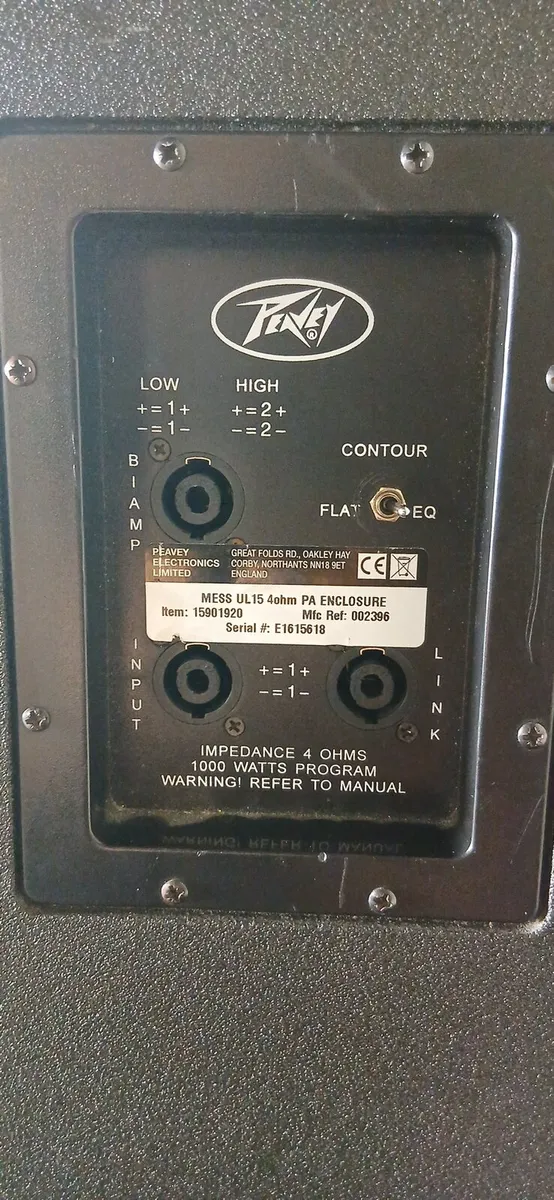 PEAVEY®
LOW HIGH
+=1+ +=2+
-=1- -=2-
CONTOUR
BIAMP
FLAT EQ
PEAVEY ELECTRONICS LIMITED
GREAT FOLDS RD., OAKLEY HAY
CORBY, NORTHANTS NN18 9ET
ENGLAND
CE
MESS UL15 4ohm PA ENCLOSURE
Item: 15901920 Mfc Ref: 002396
Serial #: E1615618
INPUT
+=1+
-=1-
LINK
IMPEDANCE 4 OHMS
1000 WATTS PROGRAM
WARNING! REFER TO MANUAL